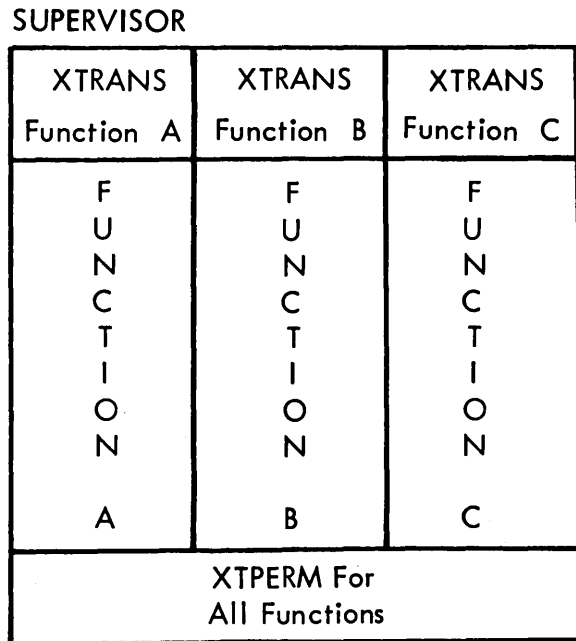 SUPERVISOR
XTRANS XTRANS XTRANS
Function A Function B Function C
F F F
U U U
N N N
C C C
T T T
I I I
O O O
N N N
A B C
XTPERM For
All Functions